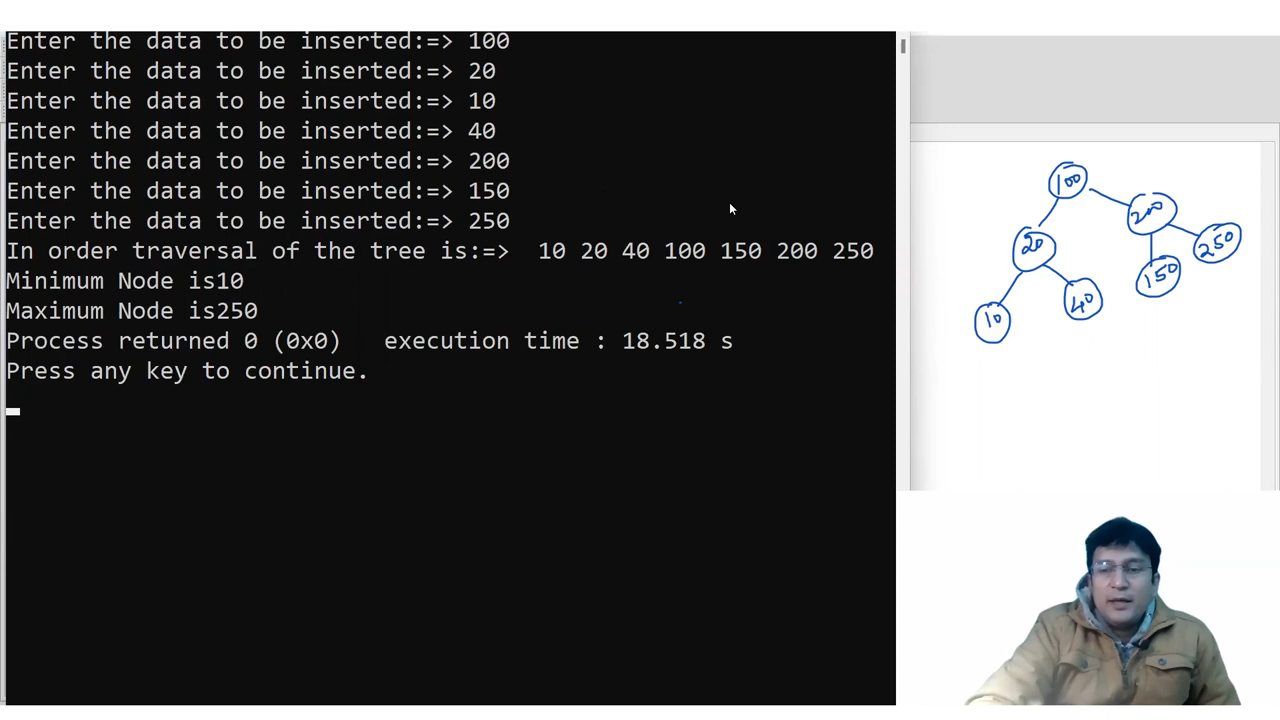 Enter the data to be inserted:=> 100
Enter the data to be inserted:=> 20
Enter the data to be inserted:=> 10
Enter the data to be inserted:=> 40
Enter the data to be inserted:=> 200
Enter the data to be inserted:=> 150
Enter the data to be inserted:=> 250
In order traversal of the tree is:=>  10 20 40 100 150 200 250
Minimum Node is10
Maximum Node is250
Process returned 0 (0x0)   execution time : 18.518 s
Press any key to continue.
100
200
20
250
150
40
10